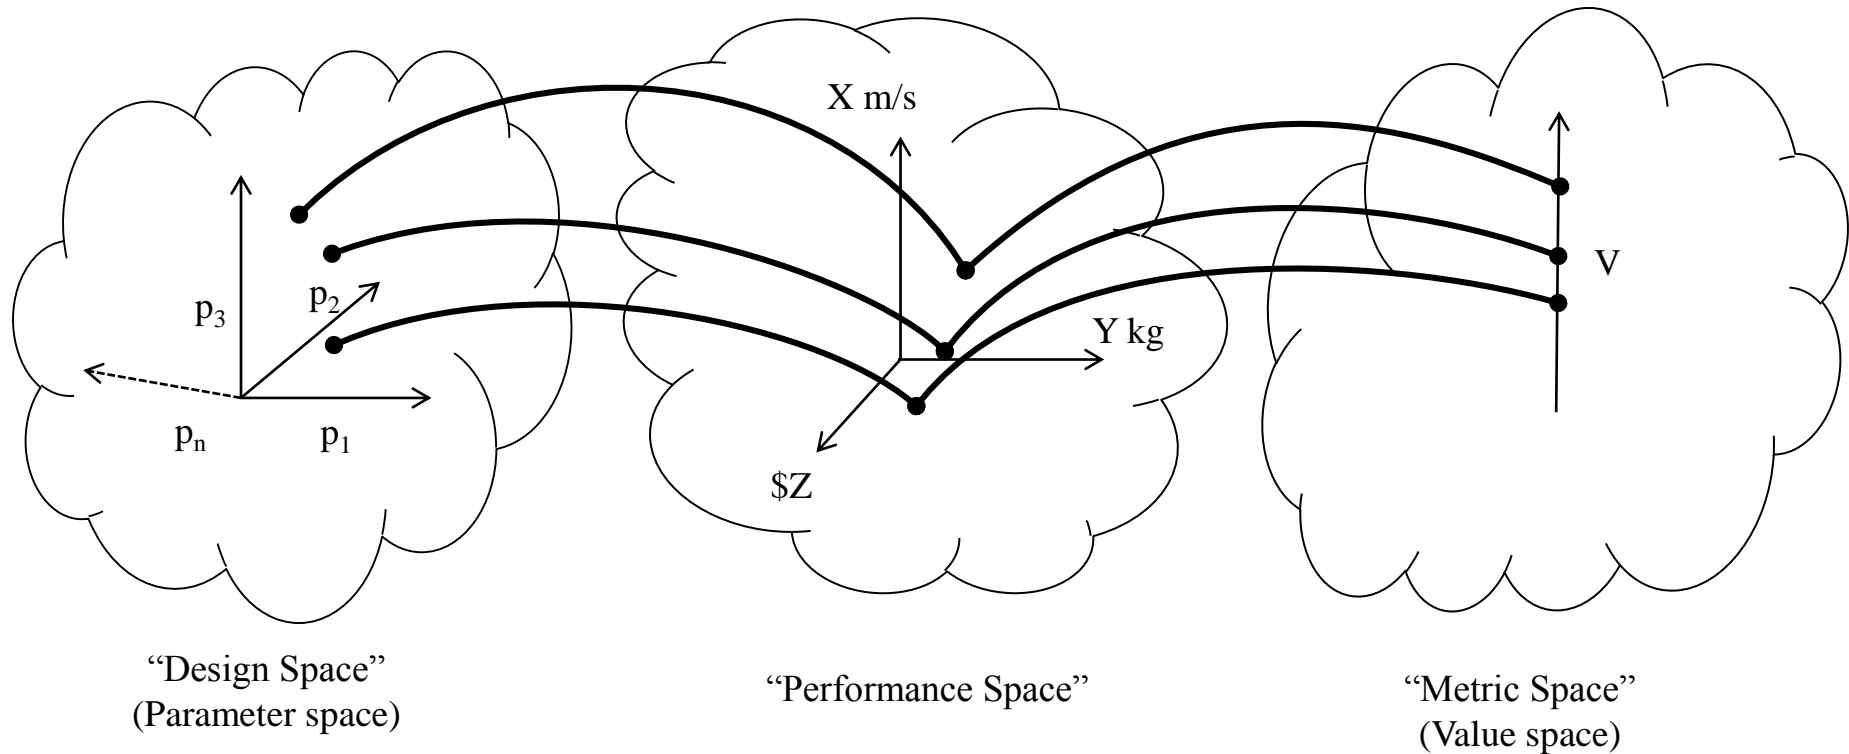 X m/s
p₃
p₂
V
Y kg
pₙ
p₁
$Z
“Design Space”
(Parameter space)
“Performance Space”
“Metric Space”
(Value space)